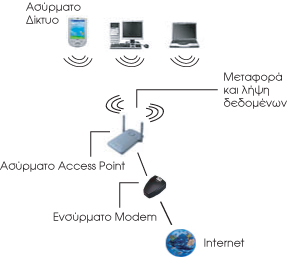 Ασύρματο
Δίκτυο
Μεταφορά
και λήψη
δεδομένων
Ασύρματο Access Point
Ενσύρματο Modem
Internet